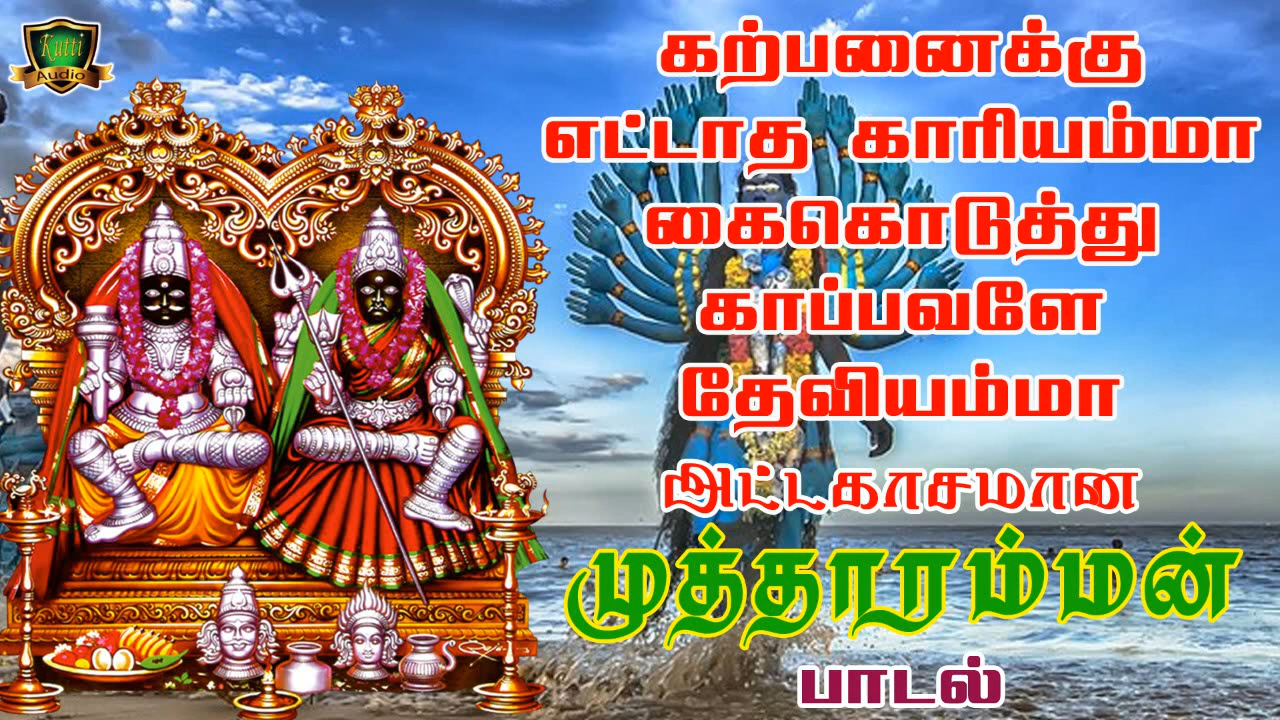 Kutti
Audio
கற்பனைக்கு
எட்டாத காரியம்மா
கைகொடுத்து
காப்பவளே
தேவியம்மா
அட்டகாசமான
முத்தாரம்மன்
பாடல்